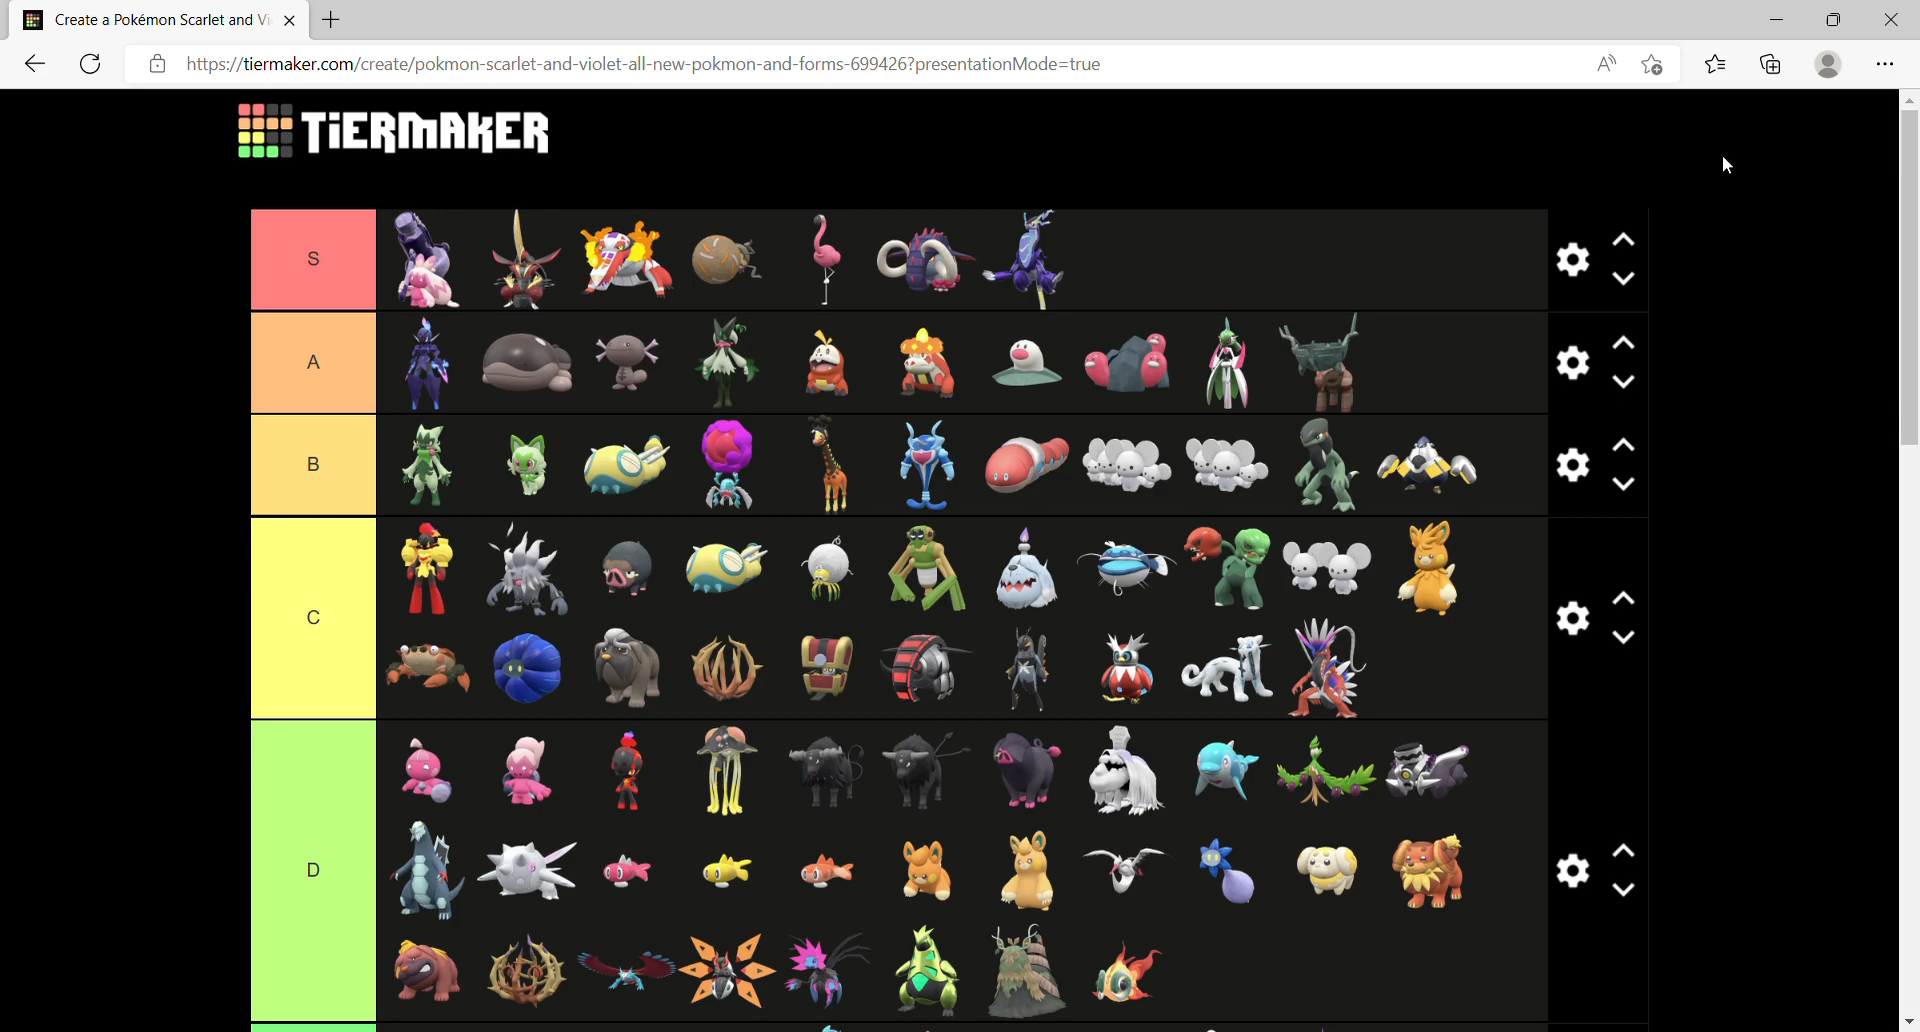 Create a Pokémon Scarlet and Vi
https://tiermaker.com/create/pokmon-scarlet-and-violet-all-new-pokmon-and-forms-699426?presentationMode=true
TiERMAKER
S
A
B
C
D